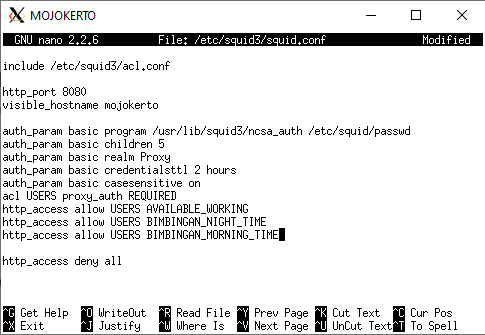 MOJOKERTO
GNU nano 2.2.6 File: /etc/squid/squid.conf Modified
include /etc/squid3/acl.conf
http_port 8080
visible_hostname mojokerto
auth_param basic program /usr/lib/squid3/ncsa_auth /etc/squid/passwd
auth_param basic children 5
auth_param basic realm Proxy
auth_param basic credentialsttl 2 hours
auth_param basic casesensitive on
acl USERS proxy_auth REQUIRED
http_access allow USERS AVAILABLE_WORKING
http_access allow USERS BIMBINGAN_NIGHT_TIME
http_access allow USERS BIMBINGAN_MORNING_TIME
http_access deny all
^G Get Help ^O WriteOut ^R Read File ^Y Prev Page ^K Cut Text ^C Cur Pos
^X Exit ^J Justify ^W Where Is ^V Next Page ^U UnCut Text ^T To Spell